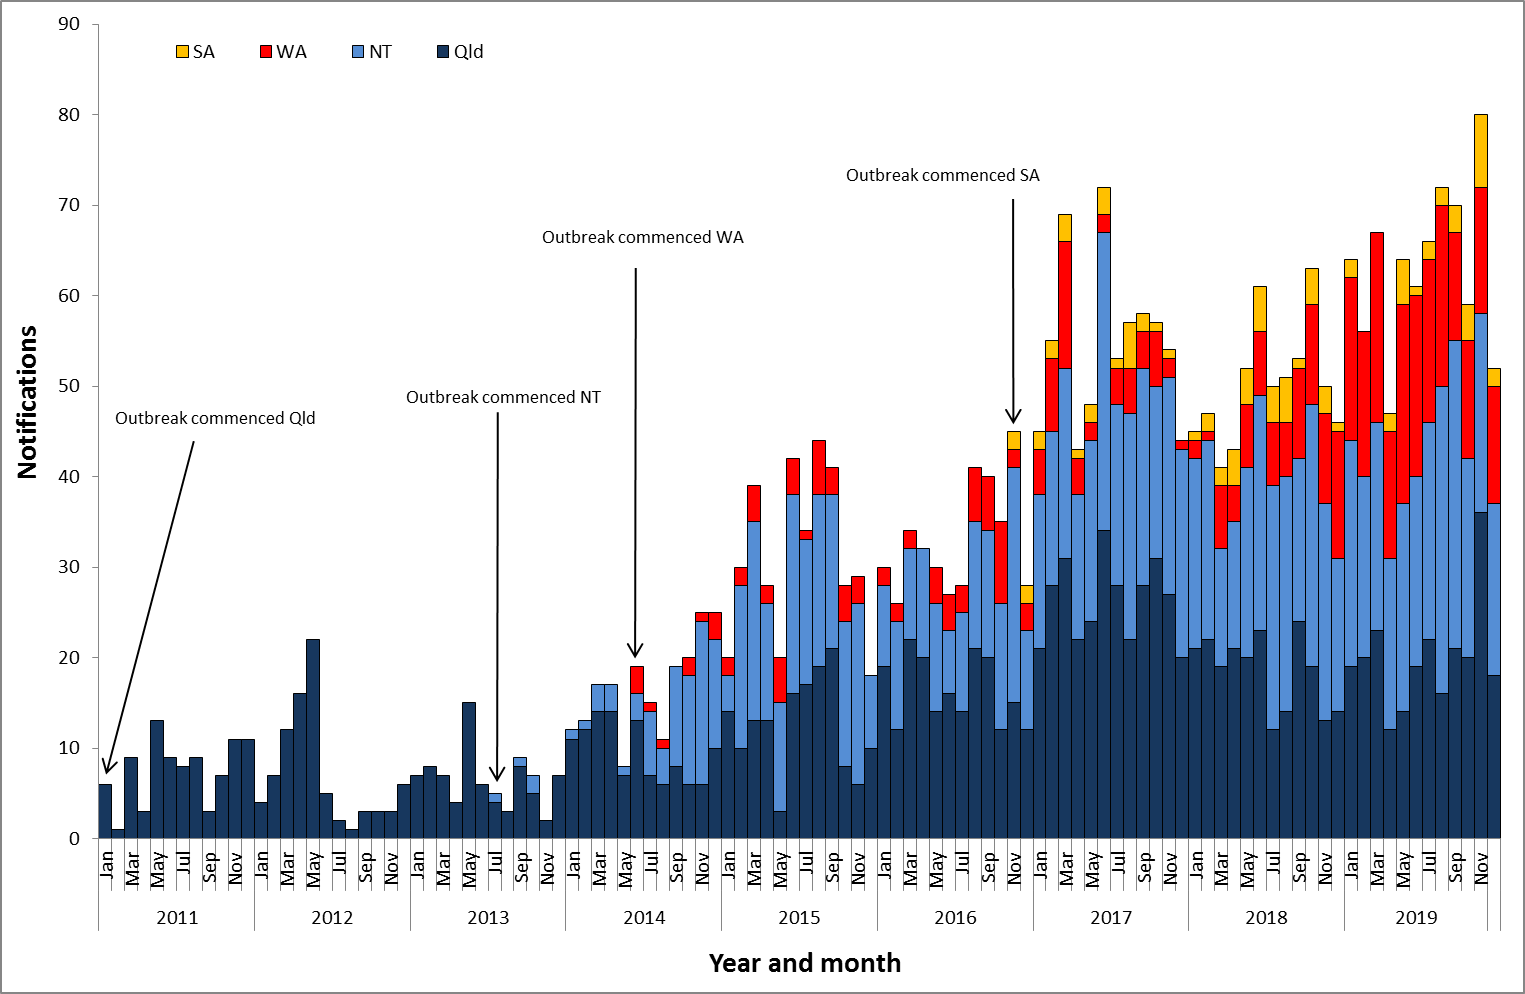 90
80
70
60
50
40
30
20
10
0
Notifications
SA WA NT Qld
Outbreak commenced Qld
Outbreak commenced NT
Outbreak commenced WA
Outbreak commenced SA
Jan Mar May Jul Sep Nov Jan Mar May Jul Sep Nov Jan Mar May Jul Sep Nov Jan Mar May Jul Sep Nov Jan Mar May Jul Sep Nov Jan Mar May Jul Sep Nov Jan Mar May Jul Sep Nov Jan Mar May Jul Sep Nov Jan Mar May Jul Sep Nov
2011 2012 2013 2014 2015 2016 2017 2018 2019
Year and month